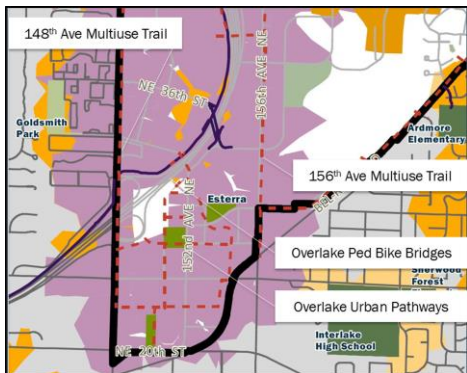 148th Ave Multiuse Trail
NE 36th ST
156TH AVE NE
Goldsmith
Park
Ardmore
Elementary
156th Ave Multiuse Trail
Esterra
152ND AVE NE
Overlake Ped Bike Bridges
Sherwood
Forest
Overlake Urban Pathways
Interlake
High School
NE 20th ST